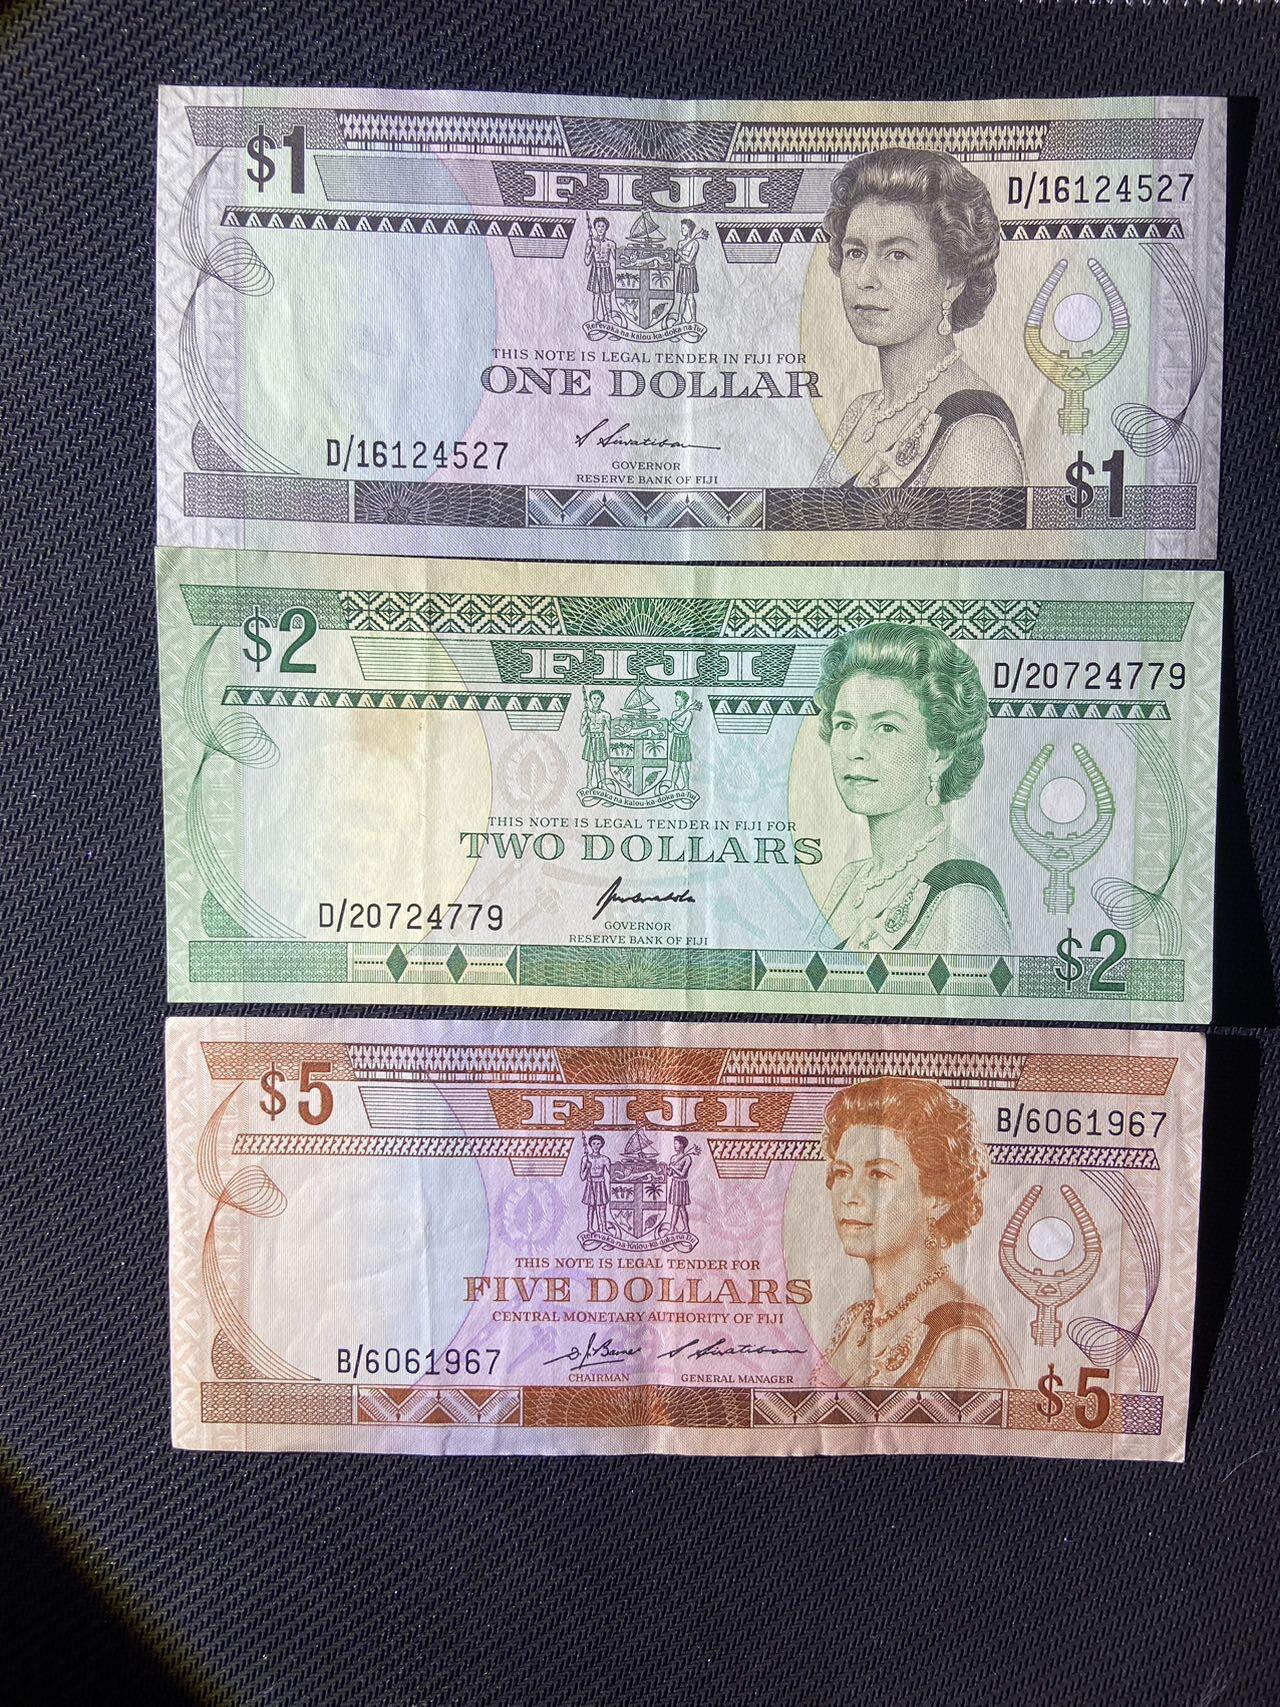 $1
FIJI
D/16124527
Rerevaka na kalou ka doka na Tui
THIS NOTE IS LEGAL TENDER IN FIJI FOR
ONE DOLLAR
D/16124527
S Siwatibau
GOVERNOR
RESERVE BANK OF FIJI
$1
$2
FIJI
D/20724779
Rerevaka na kalou ka doka na Tui
THIS NOTE IS LEGAL TENDER IN FIJI FOR
TWO DOLLARS
D/20724779
GOVERNOR
RESERVE BANK OF FIJI
$2
$5
FIJI
B/6061967
Rerevaka na kalou ka doka na Tui
THIS NOTE IS LEGAL TENDER FOR
FIVE DOLLARS
CENTRAL MONETARY AUTHORITY OF FIJI
B/6061967
S Siwatibau
CHAIRMAN GENERAL MANAGER
$5